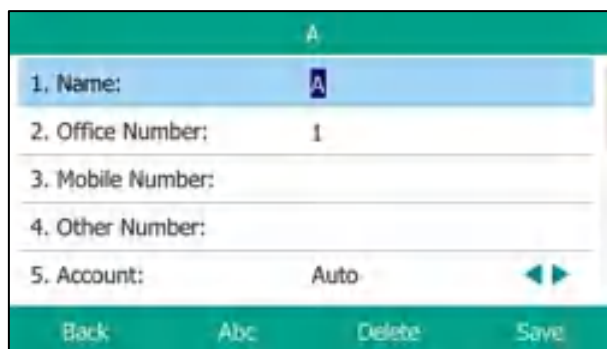 A
1. Name: A
2. Office Number: 1
3. Mobile Number:
4. Other Number:
5. Account: Auto
Back Abc Delete Save